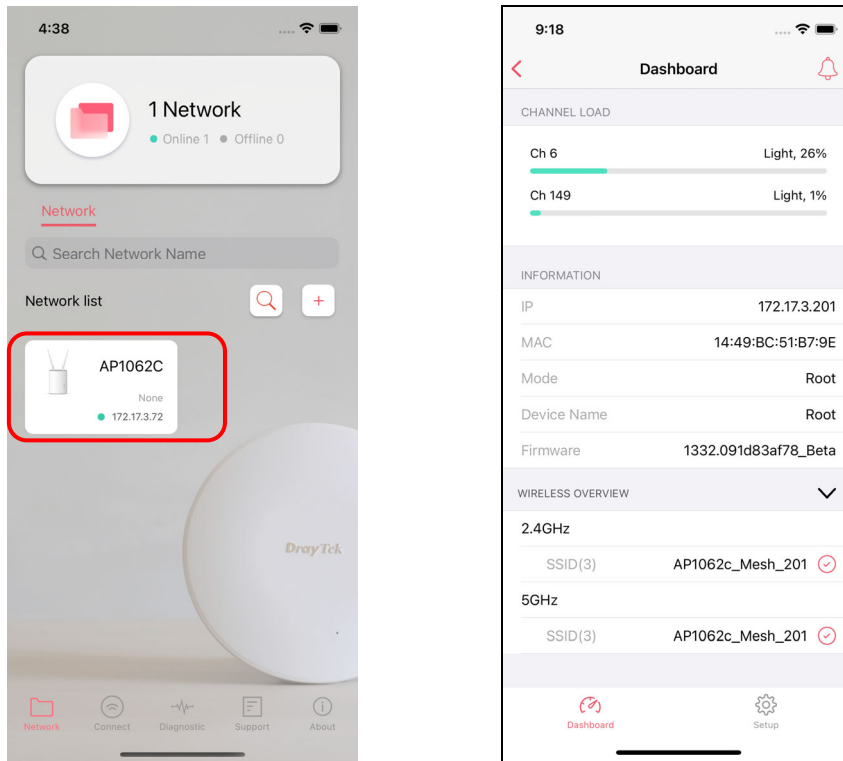 4:38
1 Network
Online 1 Offline 0
Network
Search Network Name
Network list
+
AP1062C
None
172.17.3.72
DrayTek
Network Connect Diagnostic Support About
9:18
Dashboard
CHANNEL LOAD
Ch 6 Light, 26%
Ch 149 Light, 1%
INFORMATION
IP 172.17.3.201
MAC 14:49:BC:51:B7:9E
Mode Root
Device Name Root
Firmware 1332.091d83af78_Beta
WIRELESS OVERVIEW
2.4GHz
SSID(3) AP1062c_Mesh_201
5GHz
SSID(3) AP1062c_Mesh_201
Dashboard Setup